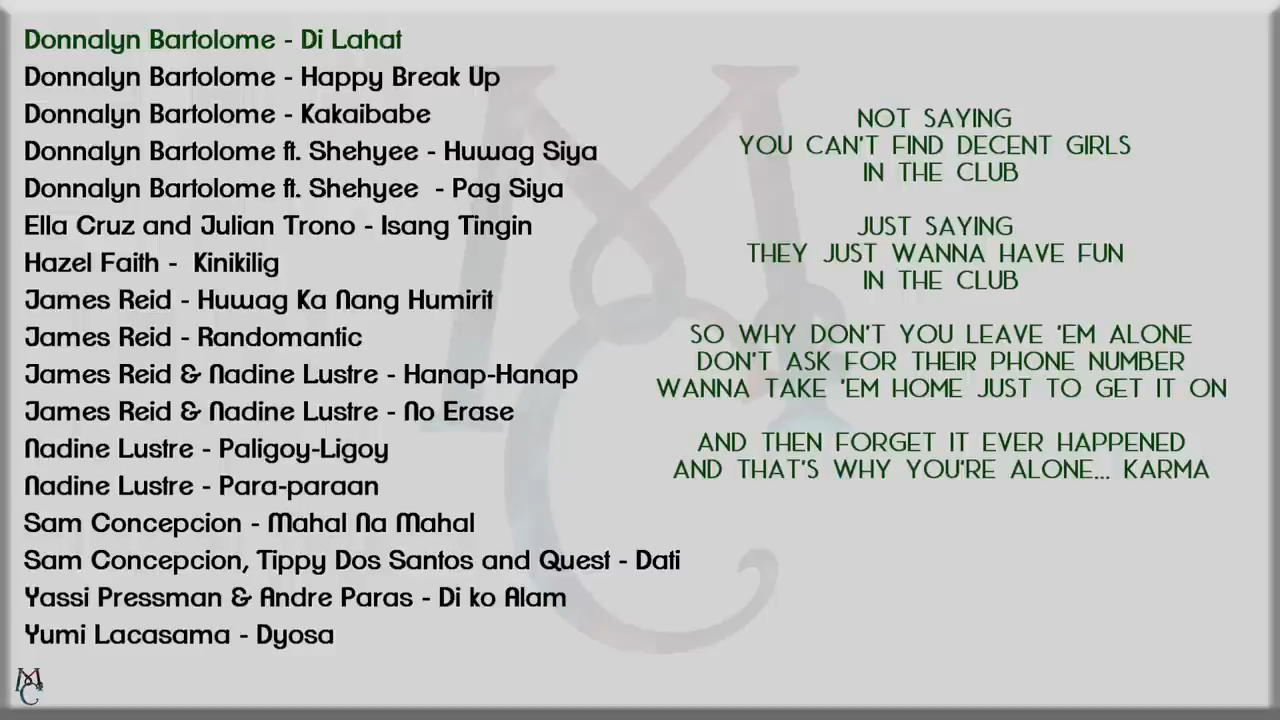 Donnalyn Bartolome - Di Lahat
Donnalyn Bartolome - Happy Break Up
Donnalyn Bartolome - Kakaibabe
Donnalyn Bartolome ft. Shehyee - Huwag Siya
Donnalyn Bartolome ft. Shehyee - Pag Siya
Ella Cruz and Julian Trono - Isang Tingin
Hazel Faith - Kinikilig
James Reid - Huwag Ka Nang Humirit
James Reid - Randomantic
James Reid & Nadine Lustre - Hanap-Hanap
James Reid & Nadine Lustre - No Erase
Nadine Lustre - Paligoy-Ligoy
Nadine Lustre - Para-paraan
Sam Concepcion - Mahal Na Mahal
Sam Concepcion, Tippy Dos Santos and Quest - Dati
Yassi Pressman & Andre Paras - Di ko Alam
Yumi Lacasama - Dyosa
NOT SAYING
YOU CAN'T FIND DECENT GIRLS
IN THE CLUB
JUST SAYING
THEY JUST WANNA HAVE FUN
IN THE CLUB
SO WHY DON'T YOU LEAVE 'EM ALONE
DON'T ASK FOR THEIR PHONE NUMBER
WANNA TAKE 'EM HOME JUST TO GET IT ON
AND THEN FORGET IT EVER HAPPENED
AND THAT'S WHY YOU'RE ALONE... KARMA
MC